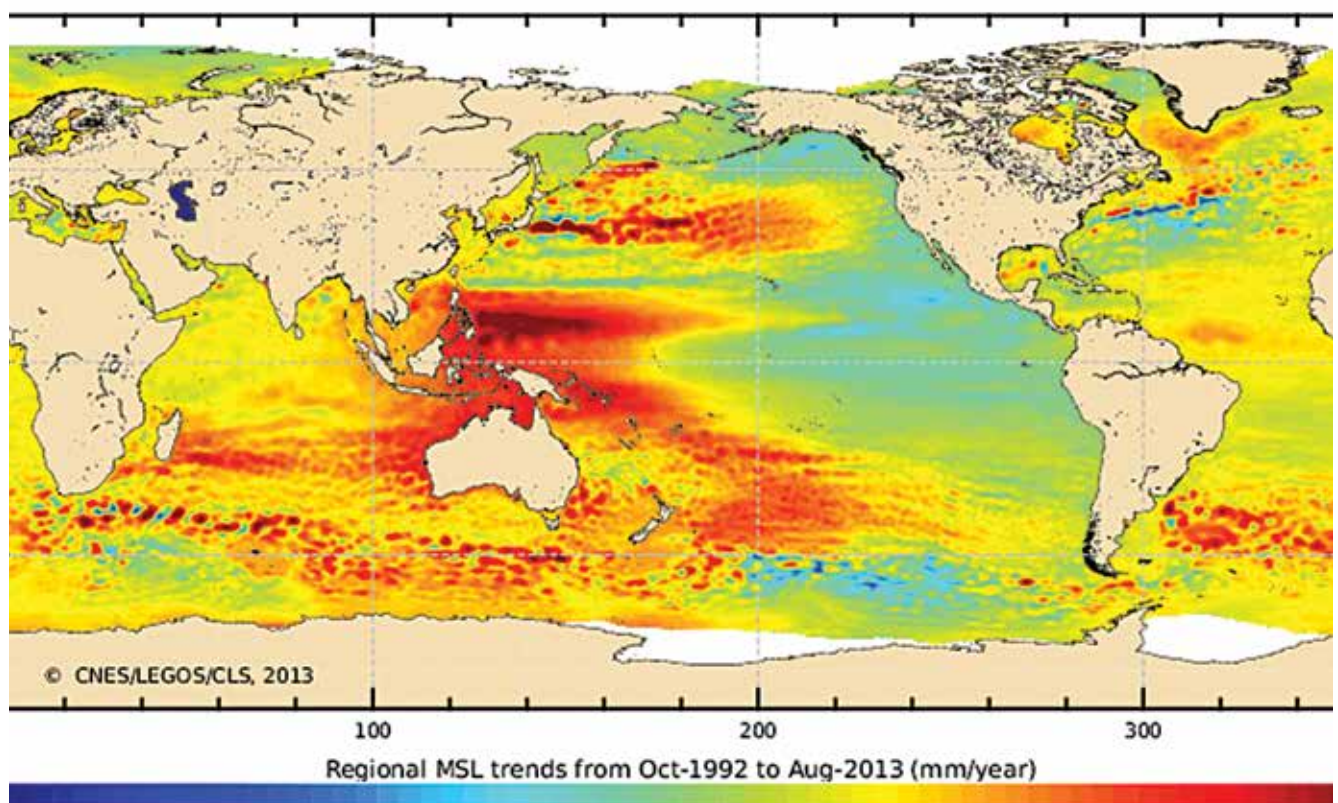 © CNES/LEGOS/CLS, 2013
100 200 300
Regional MSL trends from Oct-1992 to Aug-2013 (mm/year)